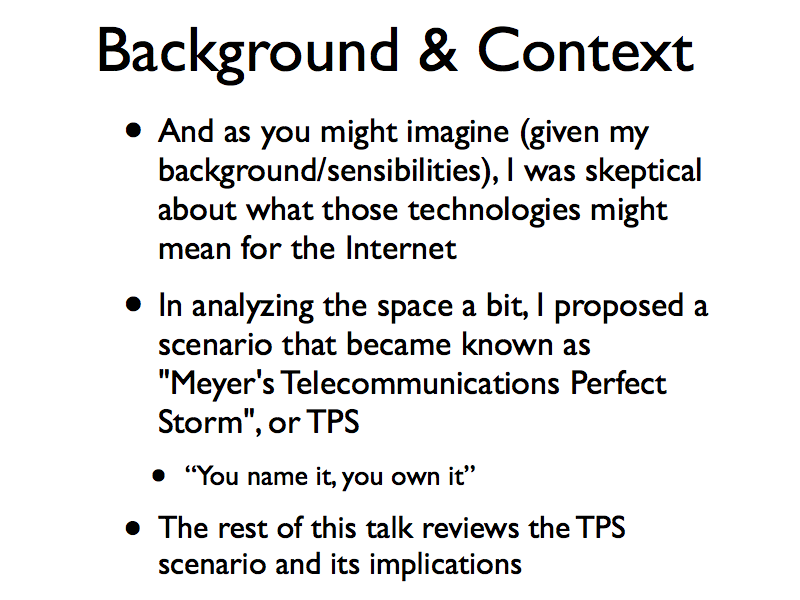 Background & Context
• And as you might imagine (given my
background/sensibilities), I was skeptical
about what those technologies might
mean for the Internet
• In analyzing the space a bit, I proposed a
scenario that became known as
"Meyer's Telecommunications Perfect
Storm", or TPS
• “You name it, you own it”
• The rest of this talk reviews the TPS
scenario and its implications